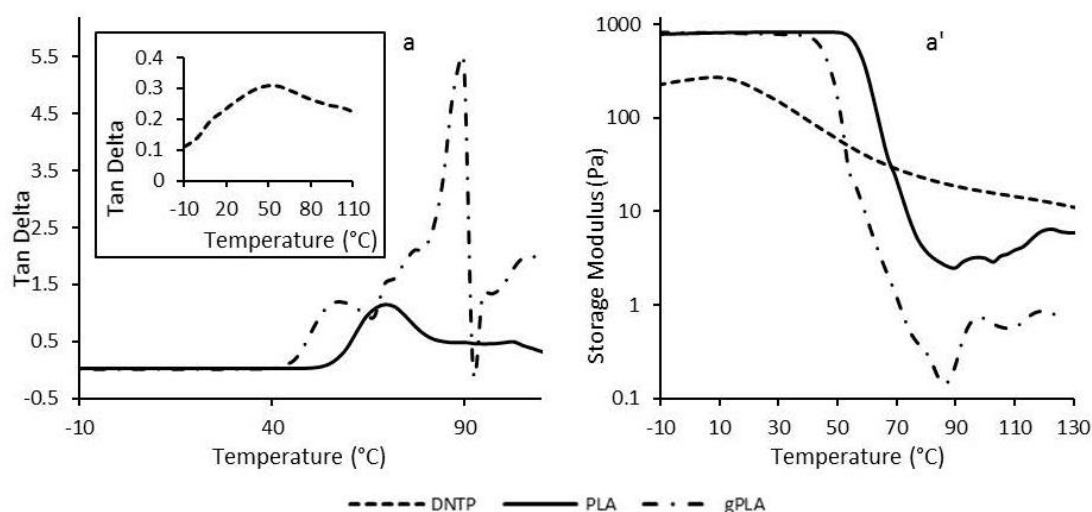 a
5.5
4.5
3.5
2.5
1.5
0.5
-0.5
Tan Delta
-10 40 90
Temperature (°C)
0.4
0.3
0.2
0.1
0
Tan Delta
-10 20 50 80 110
Temperature (°C)
a'
1000
100
10
1
0.1
Storage Modulus (Pa)
-10 10 30 50 70 90 110 130
Temperature (°C)
DNTP PLA gPLA